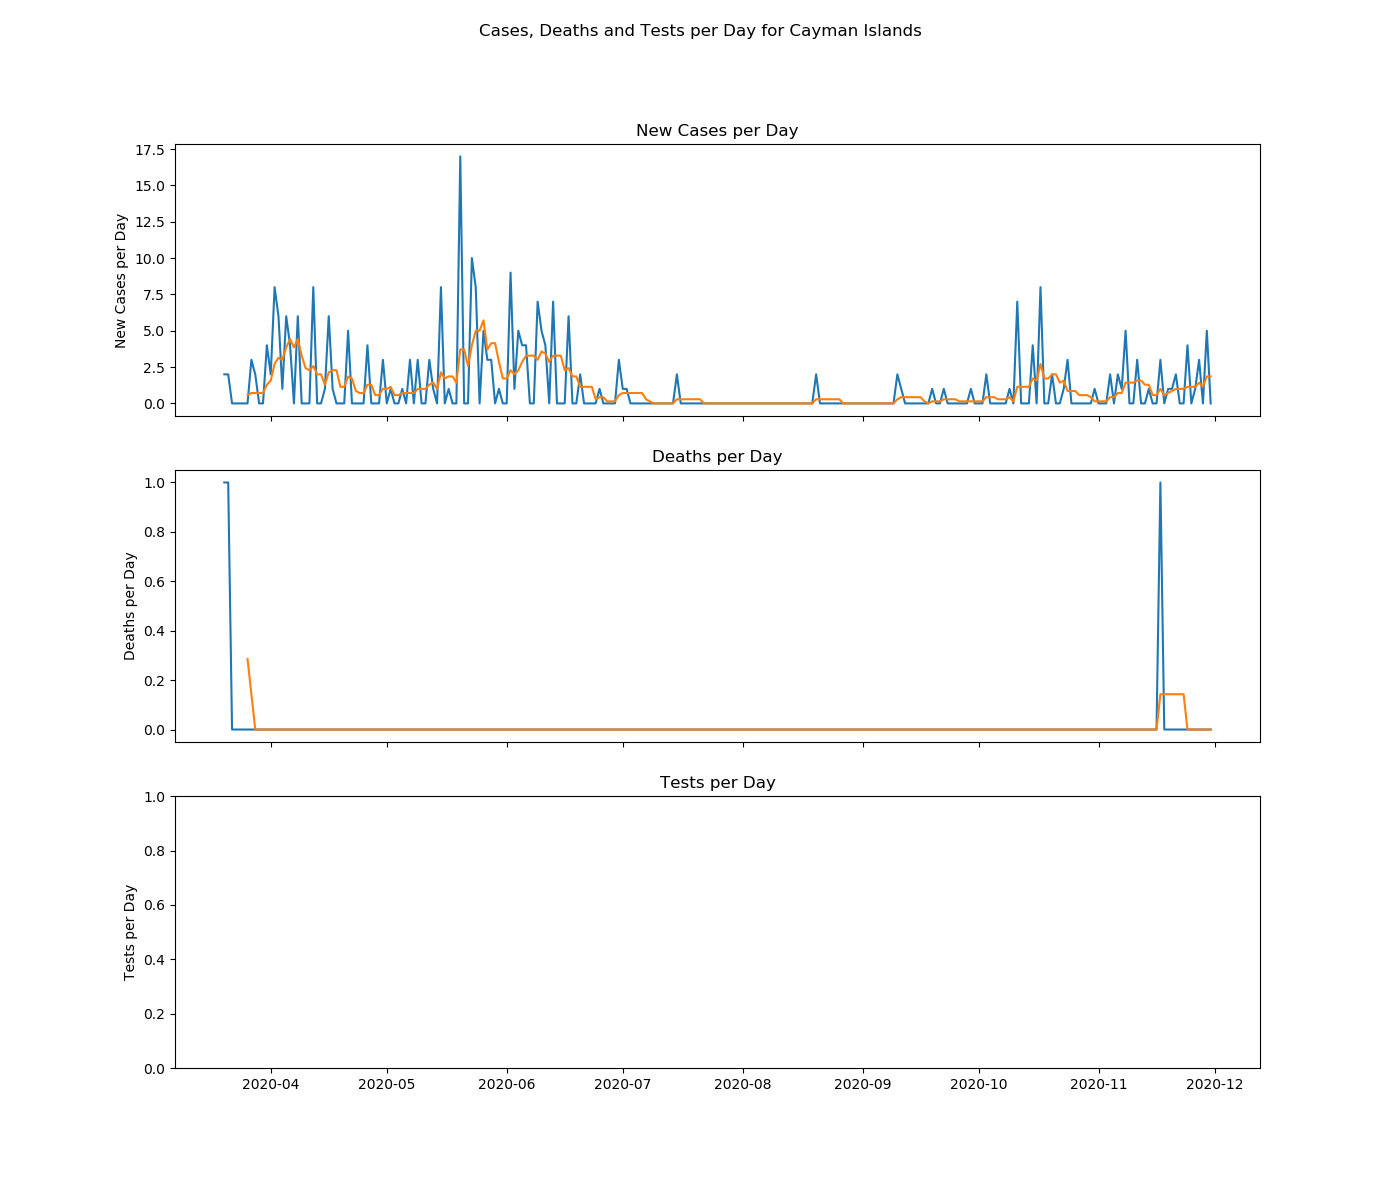 Cases, Deaths and Tests per Day for Cayman Islands
New Cases per Day
17.5
15.0
12.5
10.0
7.5
5.0
2.5
0.0
New Cases per Day
Deaths per Day
1.0
0.8
0.6
0.4
0.2
0.0
Deaths per Day
Tests per Day
1.0
0.8
0.6
0.4
0.2
0.0
Tests per Day
2020-04 2020-05 2020-06 2020-07 2020-08 2020-09 2020-10 2020-11 2020-12